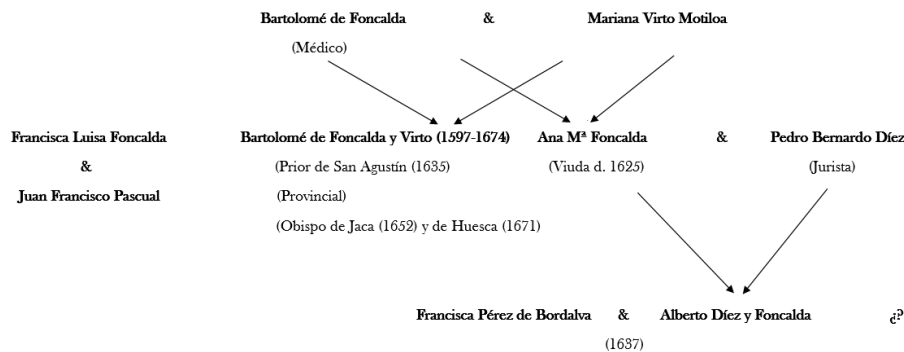 Bartolomé de Foncalda & Mariana Virto Motiloa
(Médico)
Francisca Luisa Foncalda Bartolomé de Foncalda y Virto (1597-1674) Ana Mª Foncalda & Pedro Bernardo Díez
& (Prior de San Agustín (1635) (Viuda d. 1625) (Jurista)
Juan Francisco Pascual (Provincial)
(Obispo de Jaca (1652) y de Huesca (1671)
Francisca Pérez de Bordalva & Alberto Díez y Foncalda ¿?
(1637)